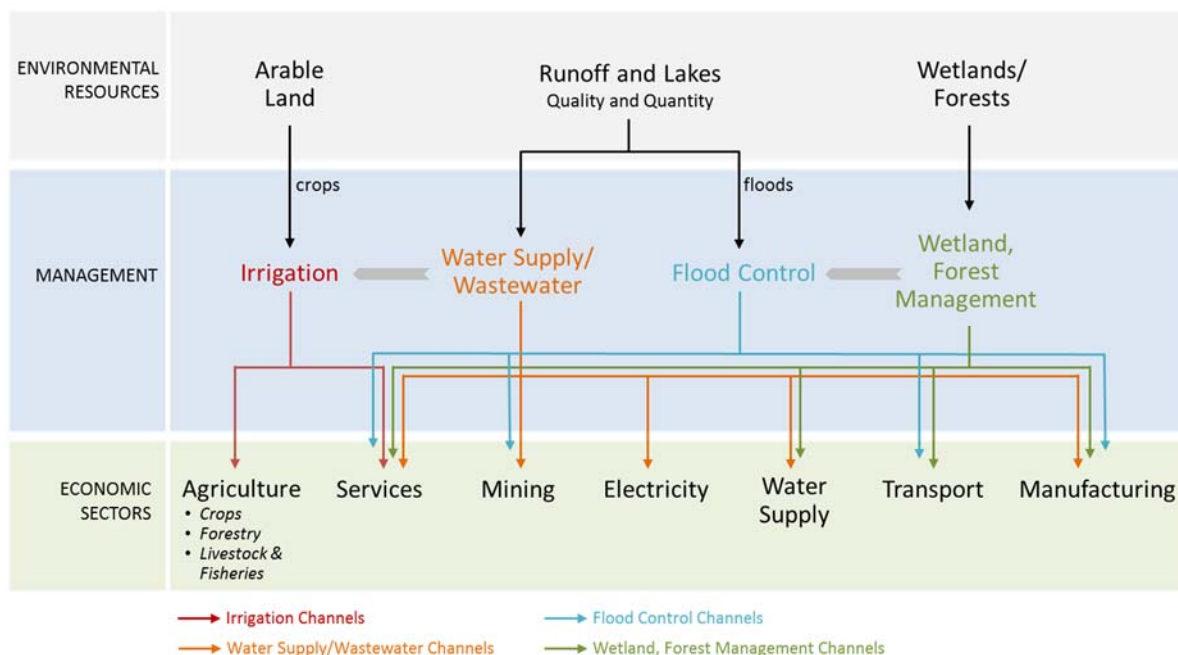 ENVIRONMENTAL
RESOURCES
Arable
Land
Runoff and Lakes
Quality and Quantity
Wetlands/
Forests
crops
floods
MANAGEMENT
Irrigation
Water Supply/
Wastewater
Flood Control
Wetland,
Forest
Management
ECONOMIC
SECTORS
Agriculture
• Crops
• Forestry
• Livestock &
Fisheries
Services
Mining
Electricity
Water
Supply
Transport
Manufacturing
Irrigation Channels
Flood Control Channels
Water Supply/Wastewater Channels
Wetland, Forest Management Channels